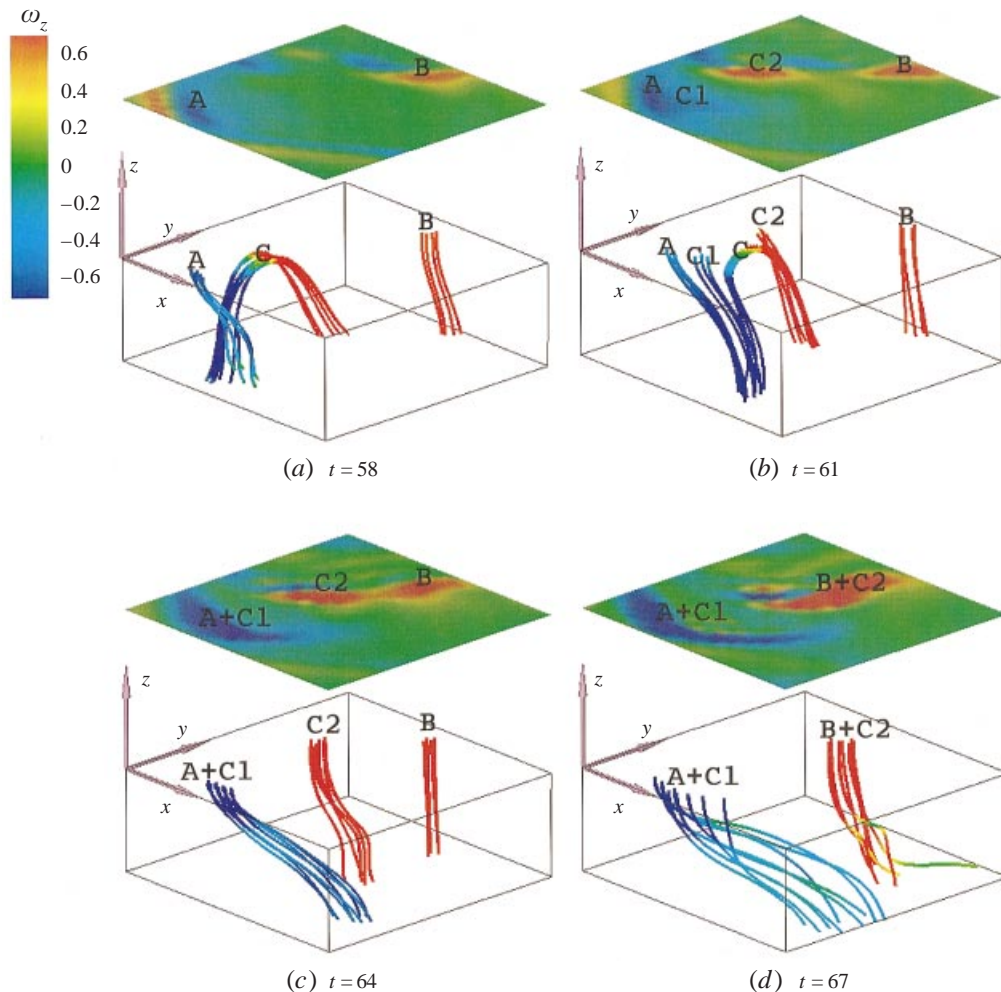 ω_z
0.6
0.4
0.2
0
−0.2
−0.4
−0.6
B
A
z
y
x
A
C
B
(a) t = 58
C2
B
A
C1
z
y
x
A
C1
C
C2
B
(b) t = 61
C2
B
A+C1
z
y
x
A+C1
C2
B
(c) t = 64
B+C2
A+C1
z
y
x
A+C1
B+C2
(d) t = 67